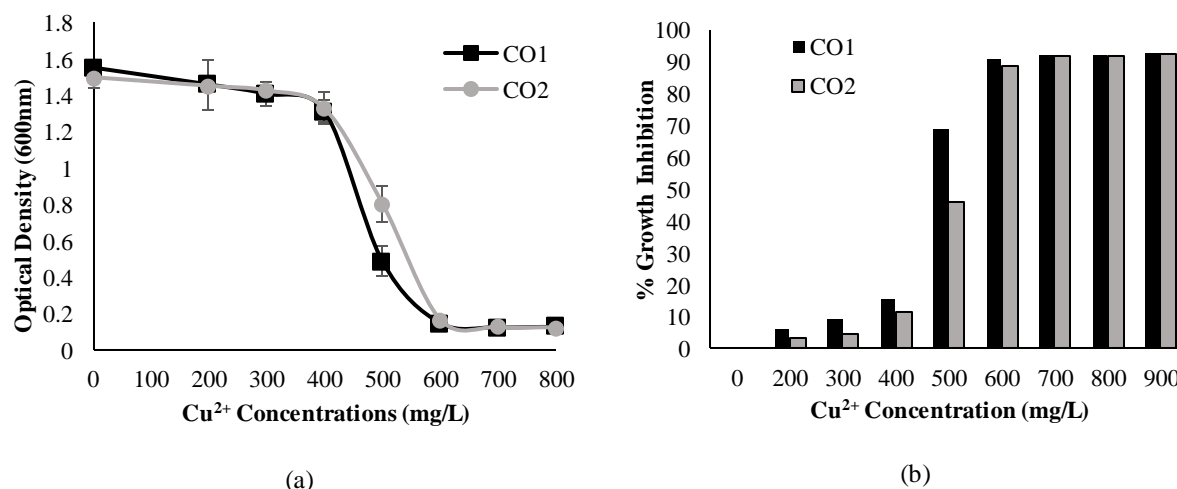 1.8
1.6
1.4
1.2
1
0.8
0.6
0.4
0.2
0
Optical Density (600nm)
CO1
CO2
0 100 200 300 400 500 600 700 800
Cu²⁺ Concentrations (mg/L)
(a)
100
90
80
70
60
50
40
30
20
10
0
% Growth Inhibition
CO1
CO2
0 200 300 400 500 600 700 800 900
Cu²⁺ Concentration (mg/L)
(b)